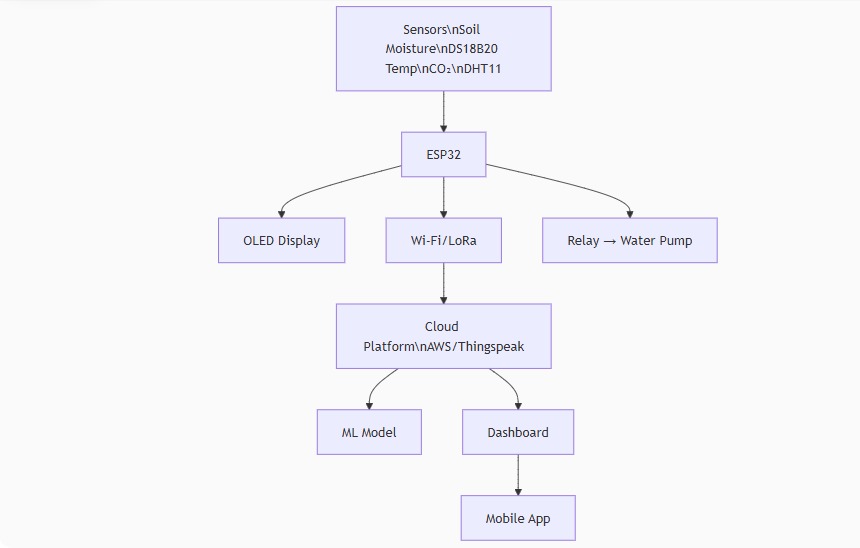 Sensors\nSoil
Moisture\nDS18B20
Temp\nCO₂\nDHT11
ESP32
OLED Display
Wi-Fi/LoRa
Relay → Water Pump
Cloud
Platform\nAWS/Thingspeak
ML Model
Dashboard
Mobile App